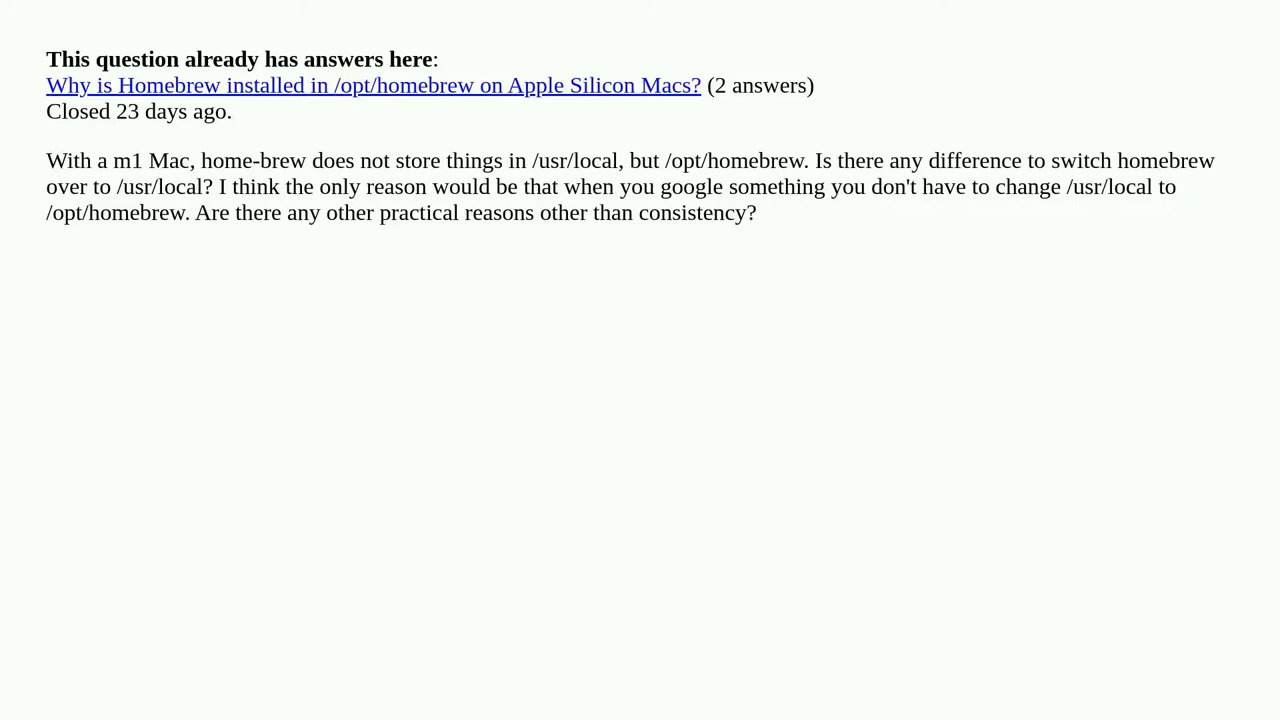 This question already has answers here:
Why is Homebrew installed in /opt/homebrew on Apple Silicon Macs? (2 answers)
Closed 23 days ago.
With a m1 Mac, home-brew does not store things in /usr/local, but /opt/homebrew. Is there any difference to switch homebrew
over to /usr/local? I think the only reason would be that when you google something you don't have to change /usr/local to
/opt/homebrew. Are there any other practical reasons other than consistency?